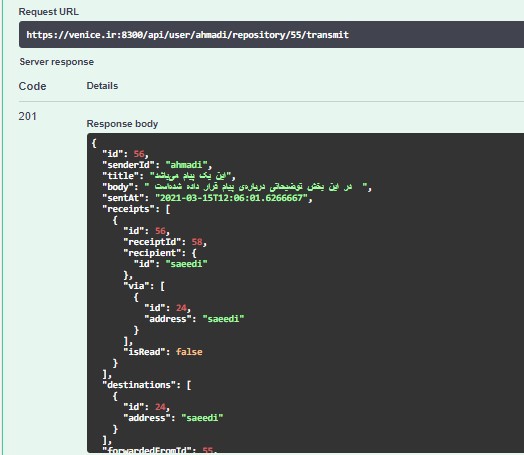 Request URL
https://venice.ir:8300/api/user/ahmadi/repository/55/transmit
Server response
Code Details
201
Response body
{
"id": 56,
"senderId": "ahmadi",
"title": "این یک پیام می‌باشد",
"body": " در این بخش توضیحاتی درباره‌ی پیام قرار داده شده‌است ",
"sentAt": "2021-03-15T12:06:01.6266667",
"receipts": [
{
"id": 56,
"receiptId": 58,
"recipient": {
"id": "saeedi"
},
"via": [
{
"id": 24,
"address": "saeedi"
}
],
"isRead": false
}
],
"destinations": [
{
"id": 24,
"address": "saeedi"
}
],
"forwardedFromId": 55,